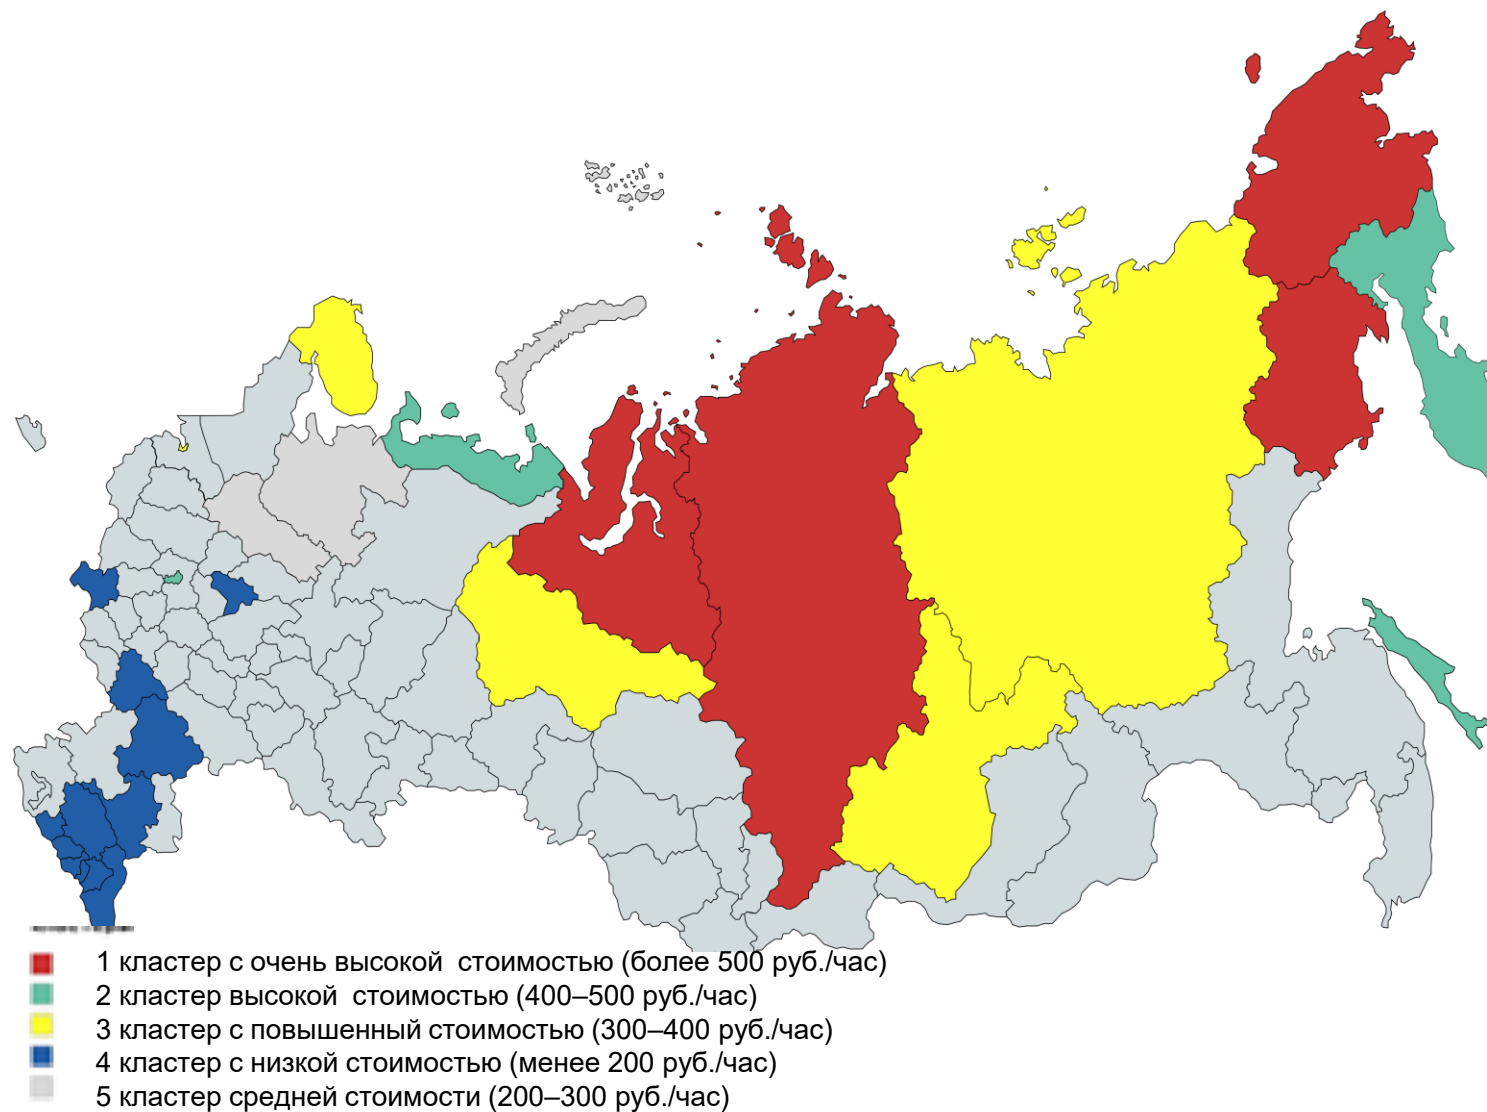 1 кластер с очень высокой стоимостью (более 500 руб./час)
2 кластер высокой стоимостью (400–500 руб./час)
3 кластер с повышенный стоимостью (300–400 руб./час)
4 кластер с низкой стоимостью (менее 200 руб./час)
5 кластер средней стоимости (200–300 руб./час)